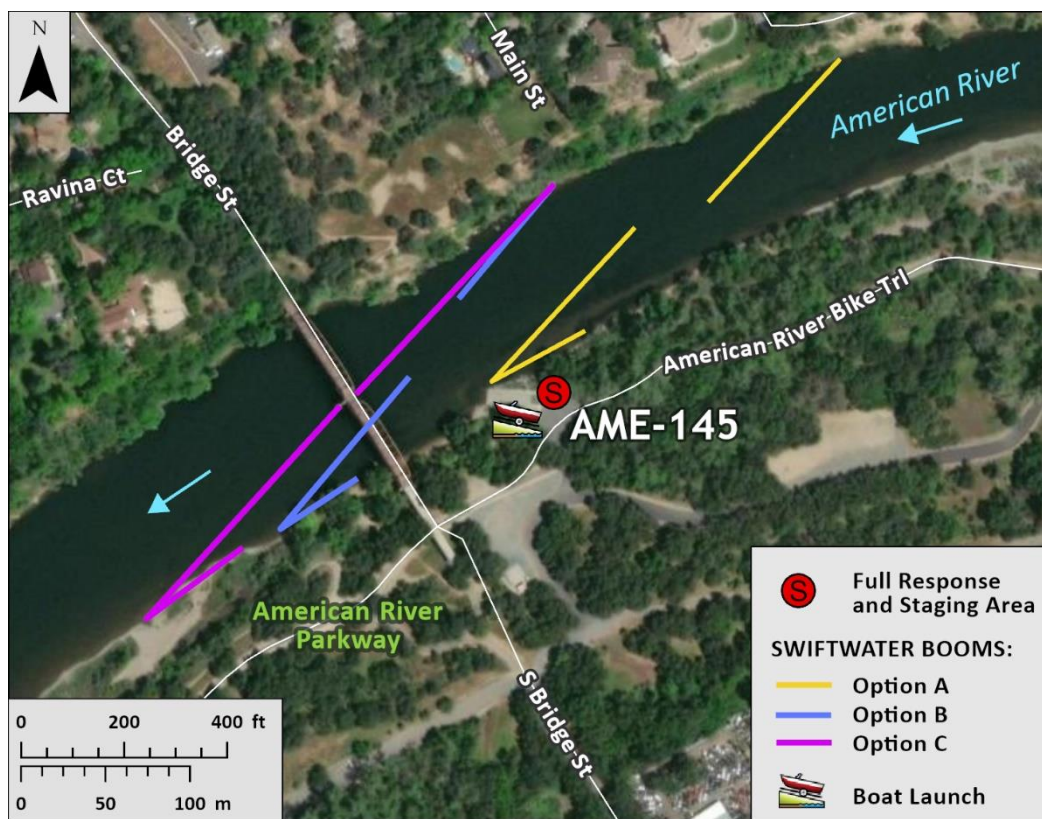 N
Main St
American River
Bridge St
Ravina Ct
American River Bike Trl
S
AME-145
American River
Parkway
S Bridge St
0 200 400 ft
0 50 100 m
S Full Response
and Staging Area
SWIFTWATER BOOMS:
Option A
Option B
Option C
Boat Launch